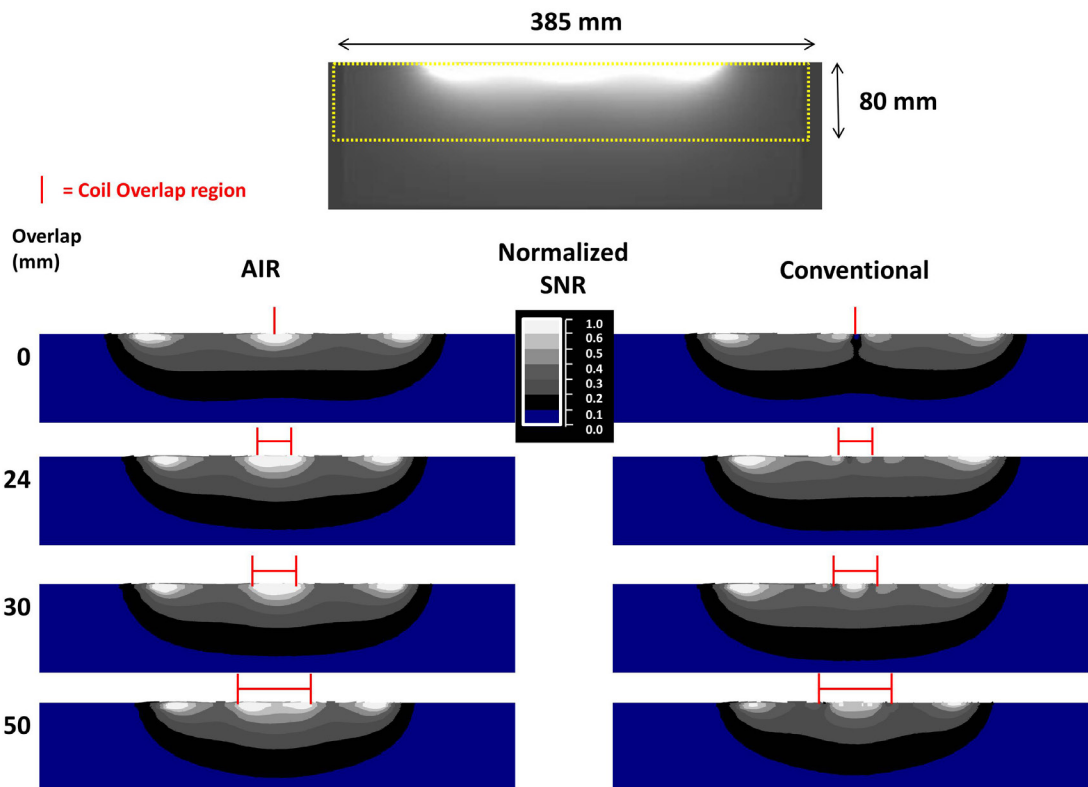 385 mm
80 mm
= Coil Overlap region
Overlap
(mm)
AIR
Normalized
SNR
Conventional
1.0
0.6
0.5
0.4
0.3
0.2
0.1
0.0
0
24
30
50